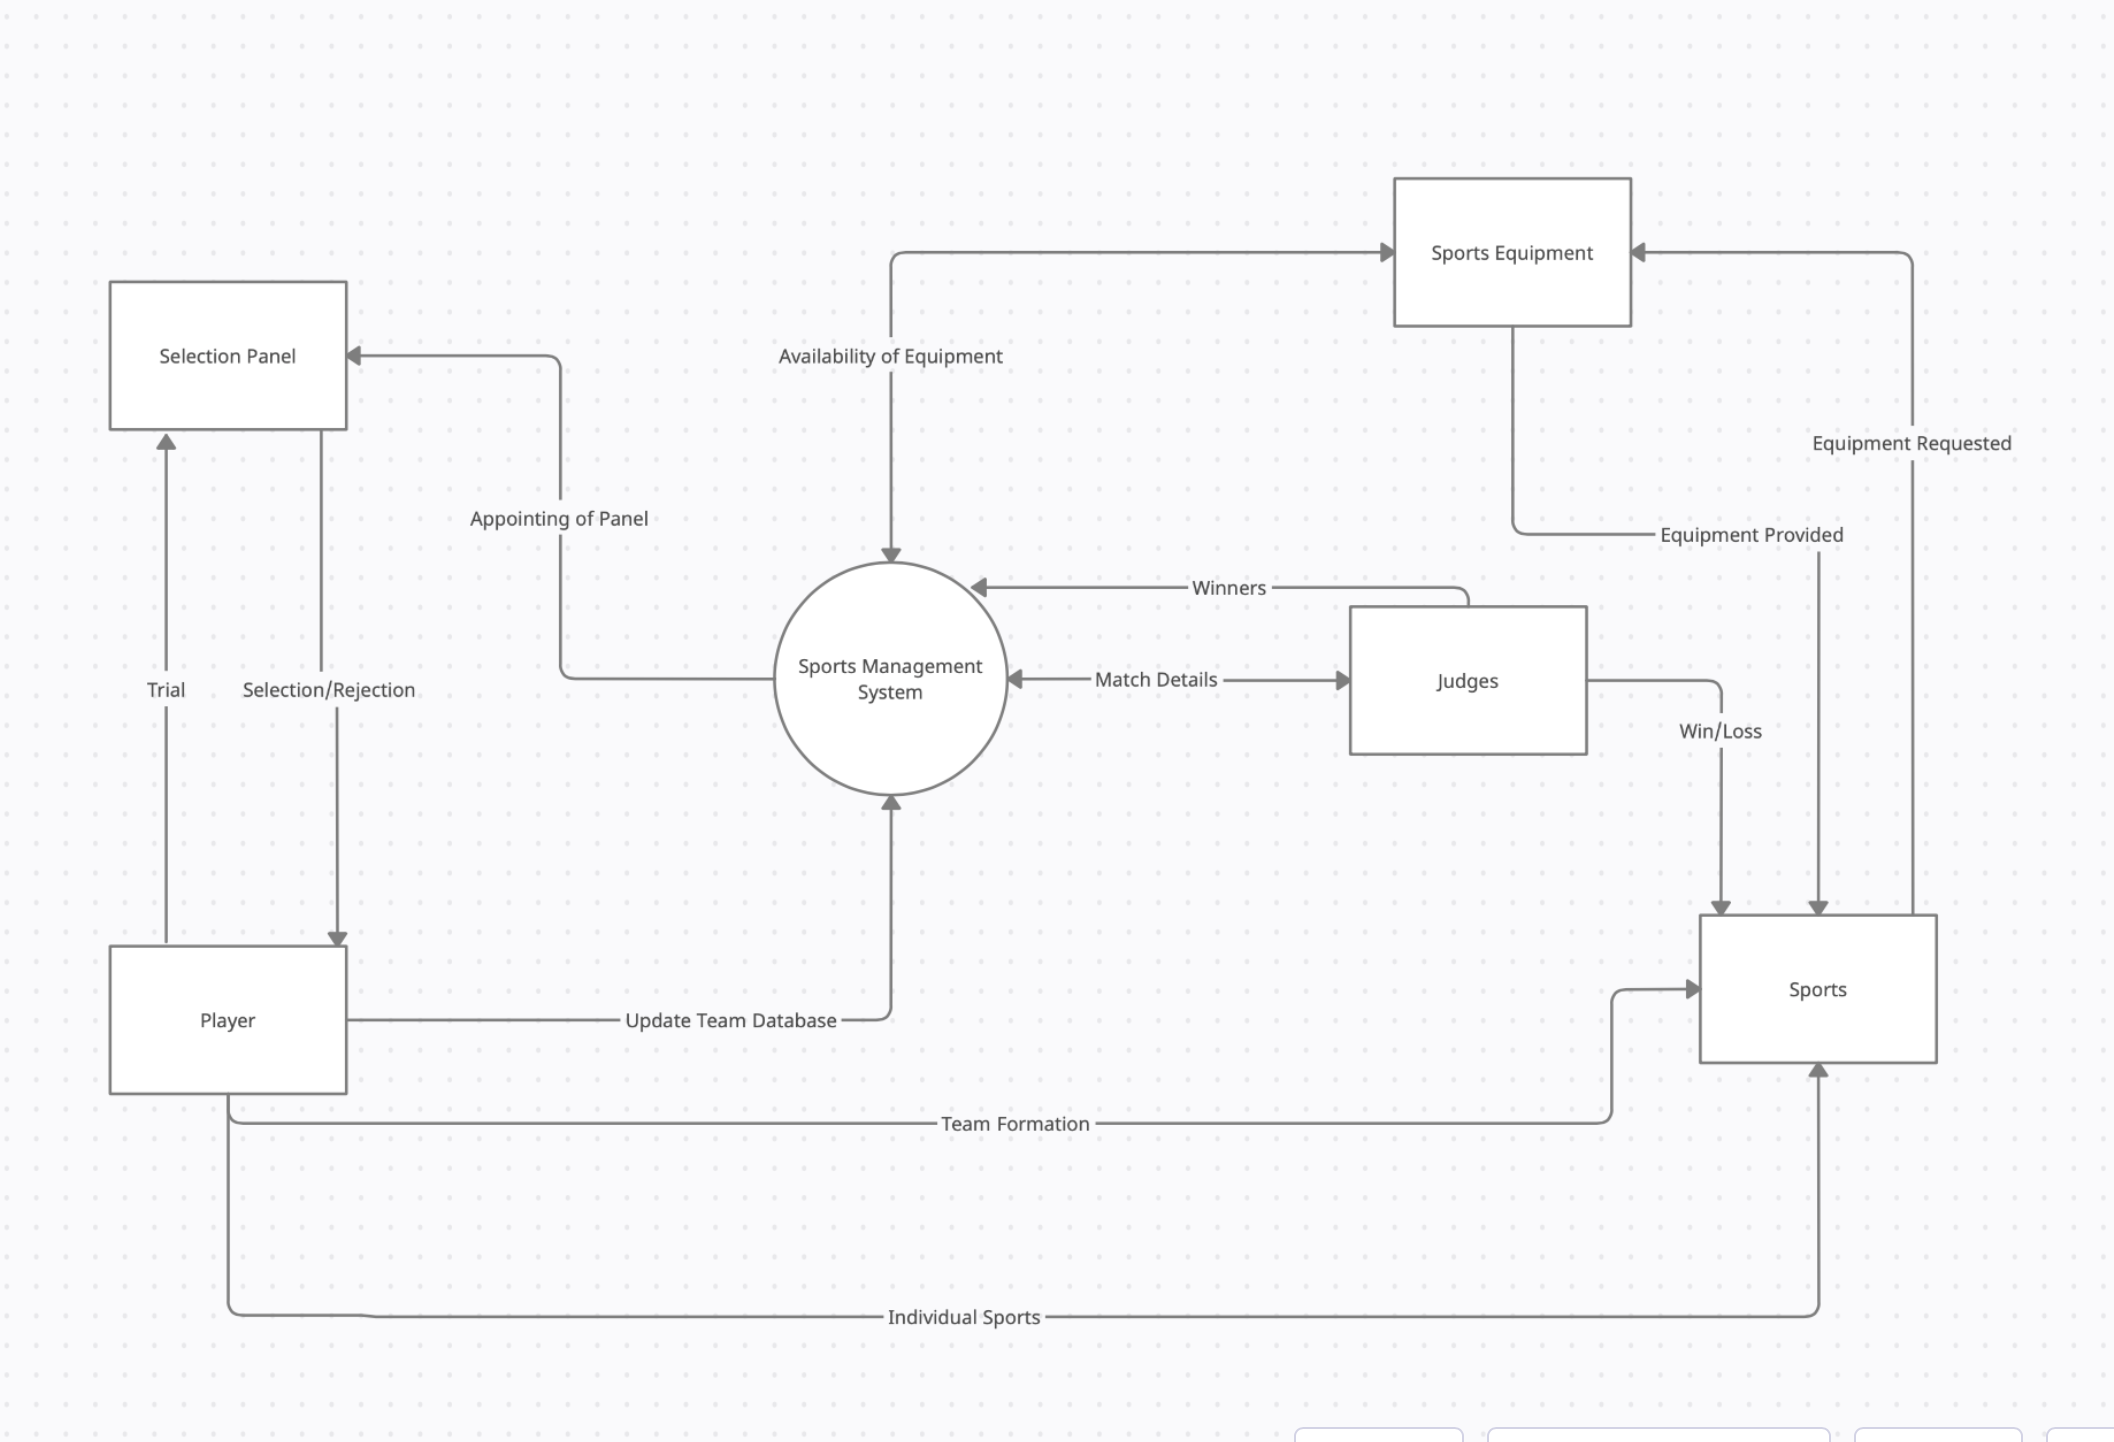 Sports Equipment
Selection Panel
Availability of Equipment
Equipment Requested
Appointing of Panel
Equipment Provided
Winners
Sports Management
System
Match Details
Judges
Trial
Selection/Rejection
Win/Loss
Sports
Player
Update Team Database
Team Formation
Individual Sports